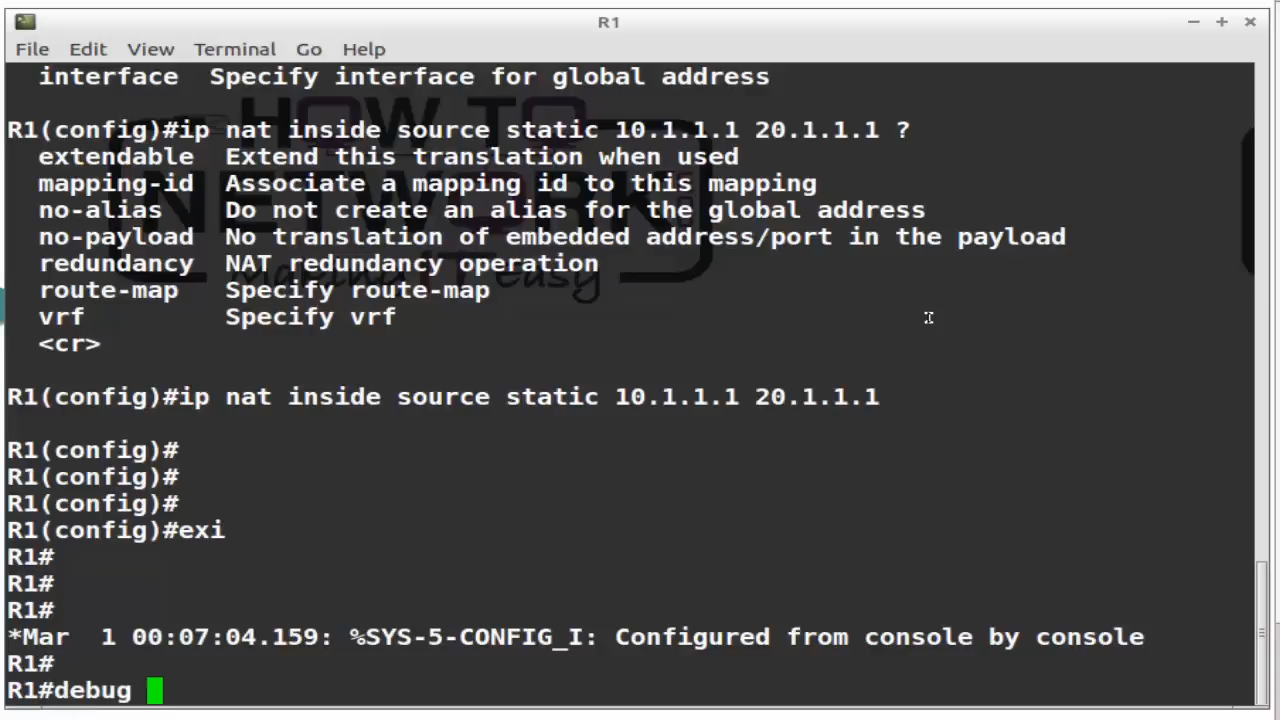 R1
File Edit View Terminal Go Help
interface  Specify interface for global address
R1(config)#ip nat inside source static 10.1.1.1 20.1.1.1 ?
extendable  Extend this translation when used
mapping-id  Associate a mapping id to this mapping
no-alias    Do not create an alias for the global address
no-payload  No translation of embedded address/port in the payload
redundancy  NAT redundancy operation
route-map   Specify route-map
vrf         Specify vrf
<cr>
R1(config)#ip nat inside source static 10.1.1.1 20.1.1.1
R1(config)#
R1(config)#
R1(config)#
R1(config)#exi
R1#
R1#
R1#
*Mar  1 00:07:04.159: %SYS-5-CONFIG_I: Configured from console by console
R1#
R1#debug
HOW TO
NETWORK
Making IT easy